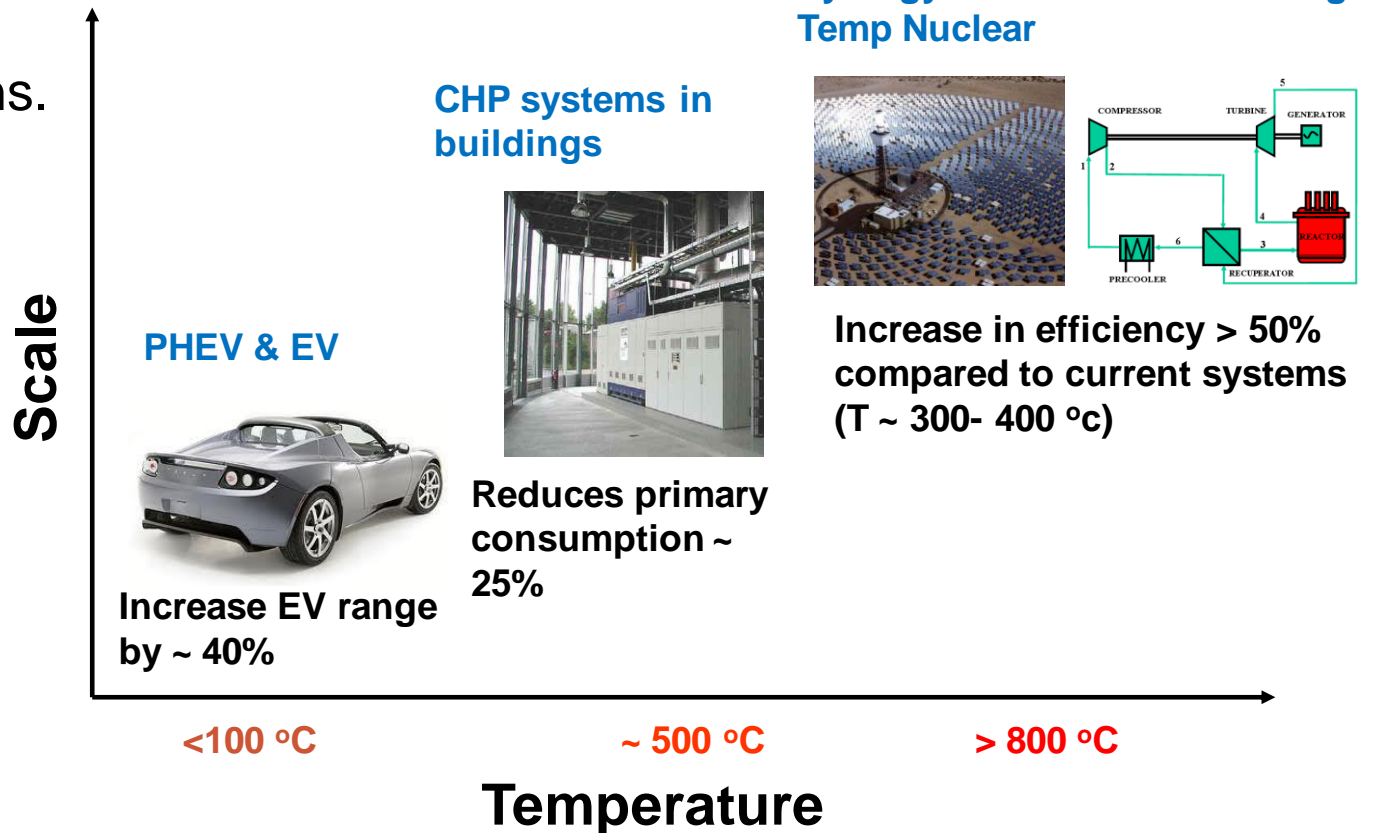 Temp Nuclear
ns.
CHP systems in
buildings
5
COMPRESSOR
TURBINE
GENERATOR
1
2
4
REACTOR
6
3
RECUPERATOR
PRECOOLER
Scale
PHEV & EV
Increase in efficiency > 50%
compared to current systems
(T ~ 300- 400 ºc)
Reduces primary
consumption ~
25%
Increase EV range
by ~ 40%
<100 ºC
~ 500 ºC
> 800 ºC
Temperature